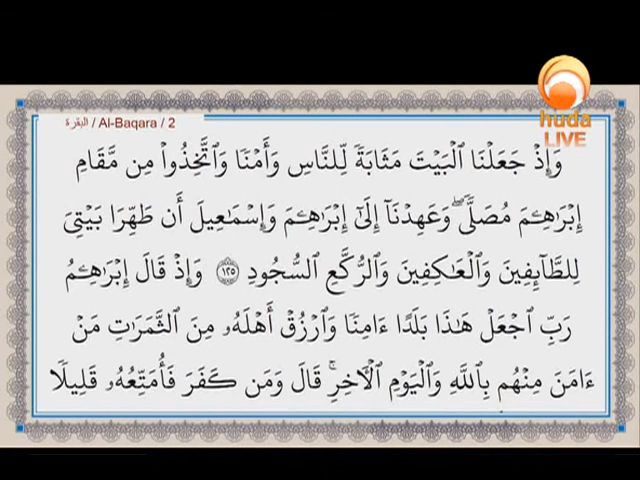 البقرة / Al-Baqara / 2
huda
LIVE
وَإِذْ جَعَلْنَا ٱلْبَيْتَ مَثَابَةً لِّلنَّاسِ وَأَمْنًا وَٱتَّخِذُوا۟ مِن مَّقَامِ
إِبْرَٰهِـۧمَ مُصَلًّى ۖ وَعَهِدْنَآ إِلَىٰٓ إِبْرَٰهِـۧمَ وَإِسْمَـٰعِيلَ أَن طَهِّرَا بَيْتِىَ
لِلطَّآئِفِينَ وَٱلْعَـٰكِفِينَ وَٱلرُّكَّعِ ٱلسُّجُودِ ١٢٥ وَإِذْ قَالَ إِبْرَٰهِـۧمُ
رَبِّ ٱجْعَلْ هَـٰذَا بَلَدًا ءَامِنًا وَٱرْزُقْ أَهْلَهُۥ مِنَ ٱلثَّمَرَٰتِ مَنْ
ءَامَنَ مِنْهُم بِٱللَّهِ وَٱلْيَوْمِ ٱلْـَٔاخِرِ ۖ قَالَ وَمَن كَفَرَ فَأُمَتِّعُهُۥ قَلِيلًا